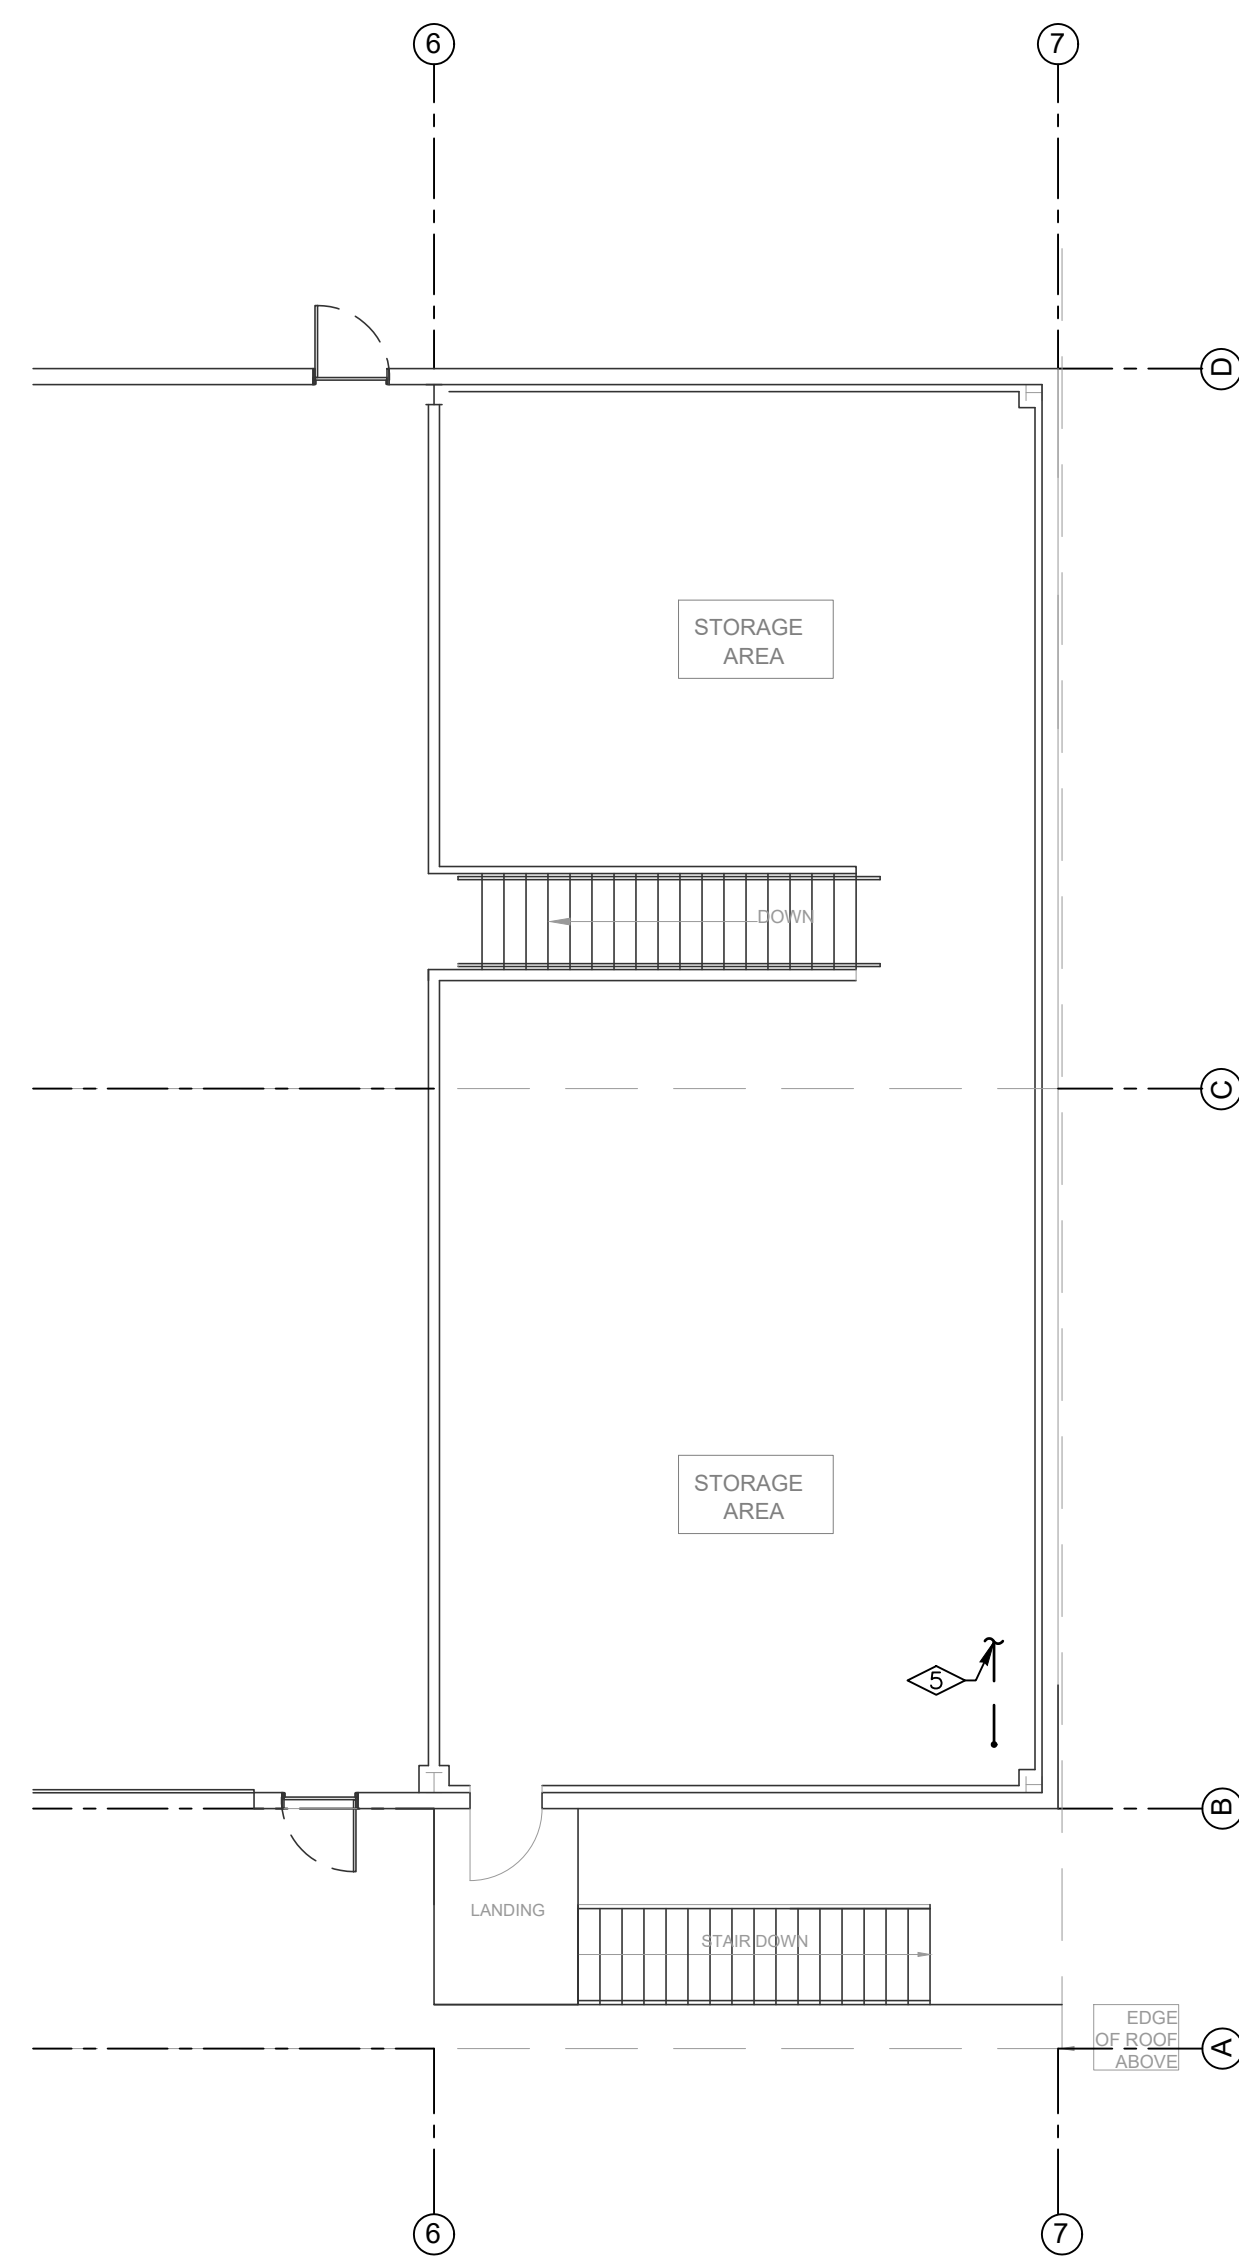 6
7
D
STORAGE
AREA
DOWN
C
STORAGE
AREA
5
B
LANDING
STAIR DOWN
EDGE
OF ROOF
ABOVE
A
6
7